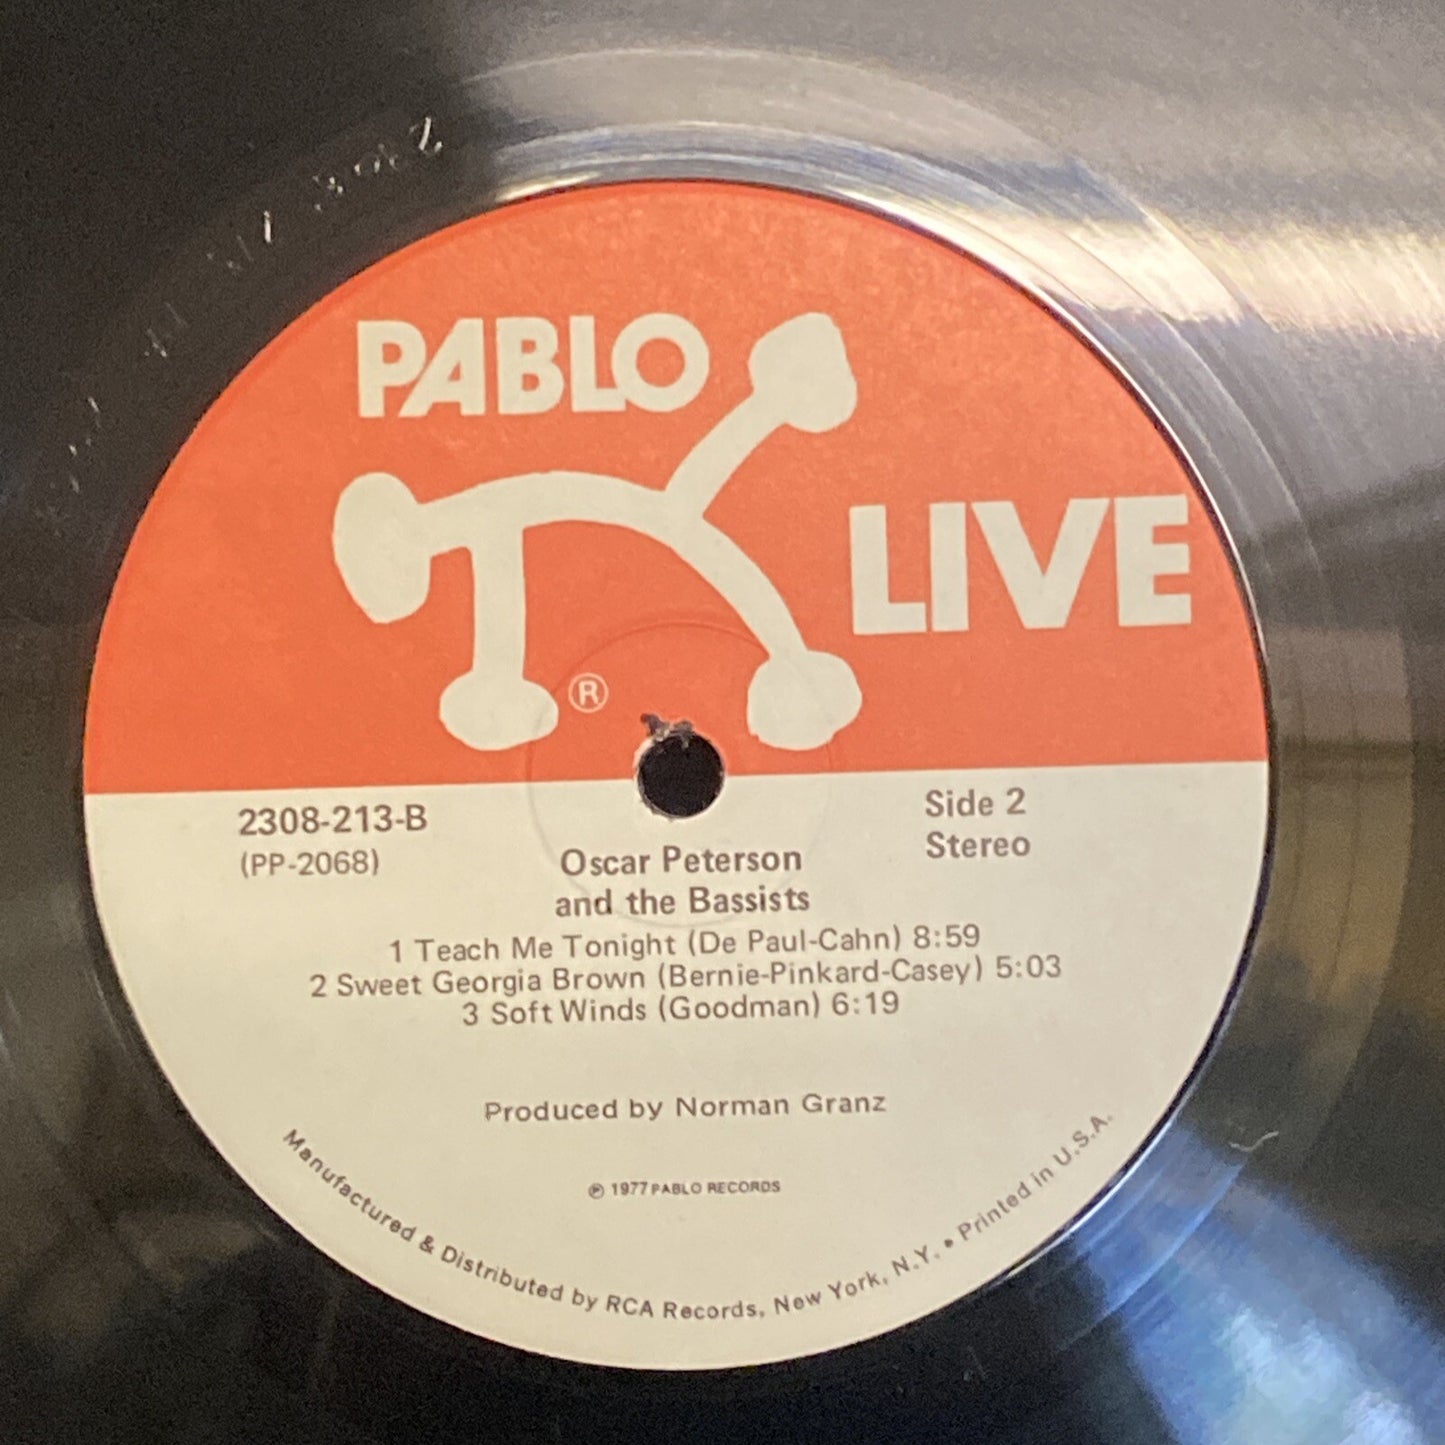 PABLO
LIVE
®
2308-213-B
(PP-2068)
Side 2
Stereo
Oscar Peterson
and the Bassists
1 Teach Me Tonight (De Paul-Cahn) 8:59
2 Sweet Georgia Brown (Bernie-Pinkard-Casey) 5:03
3 Soft Winds (Goodman) 6:19
Produced by Norman Granz
℗ 1977 PABLO RECORDS
Manufactured & Distributed by RCA Records, New York, N.Y. • Printed in U.S.A.